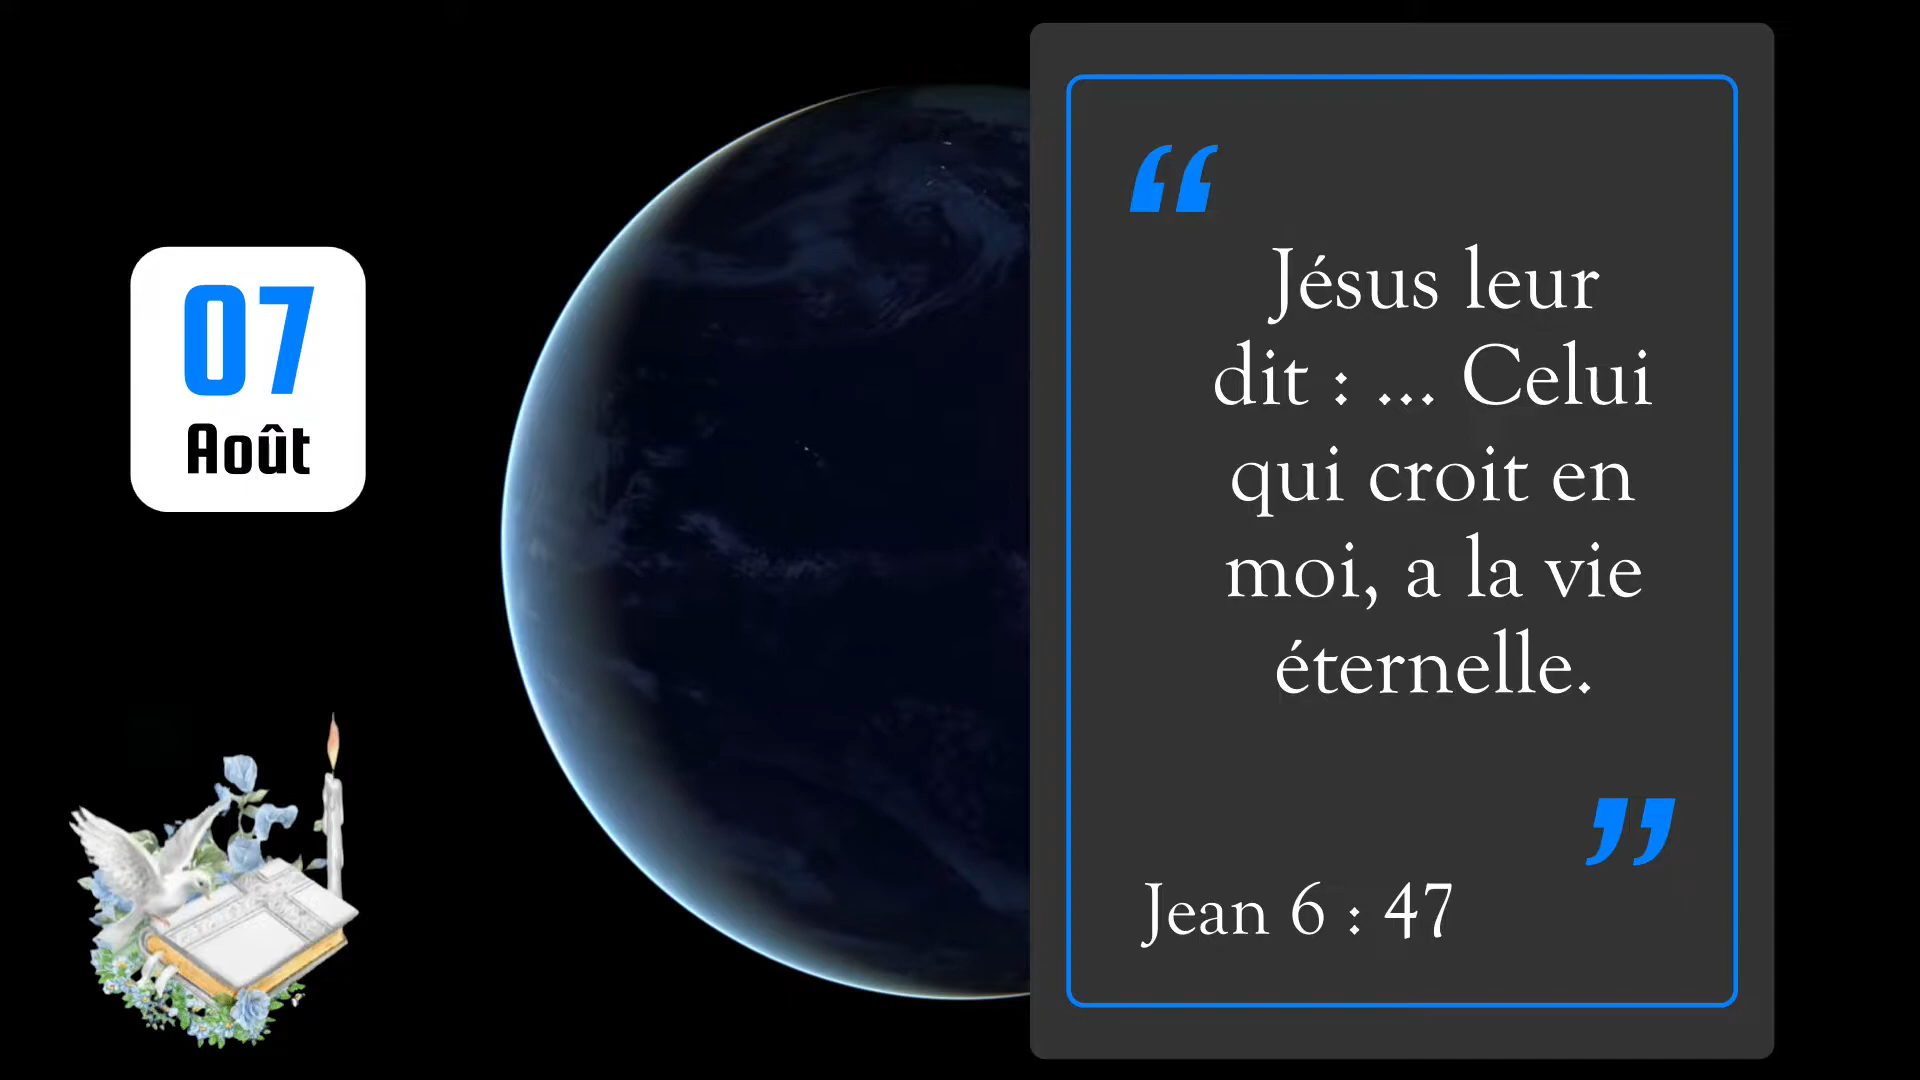 07
Août
“
Jésus leur
dit : ... Celui
qui croit en
moi, a la vie
éternelle.
”
Jean 6 : 47